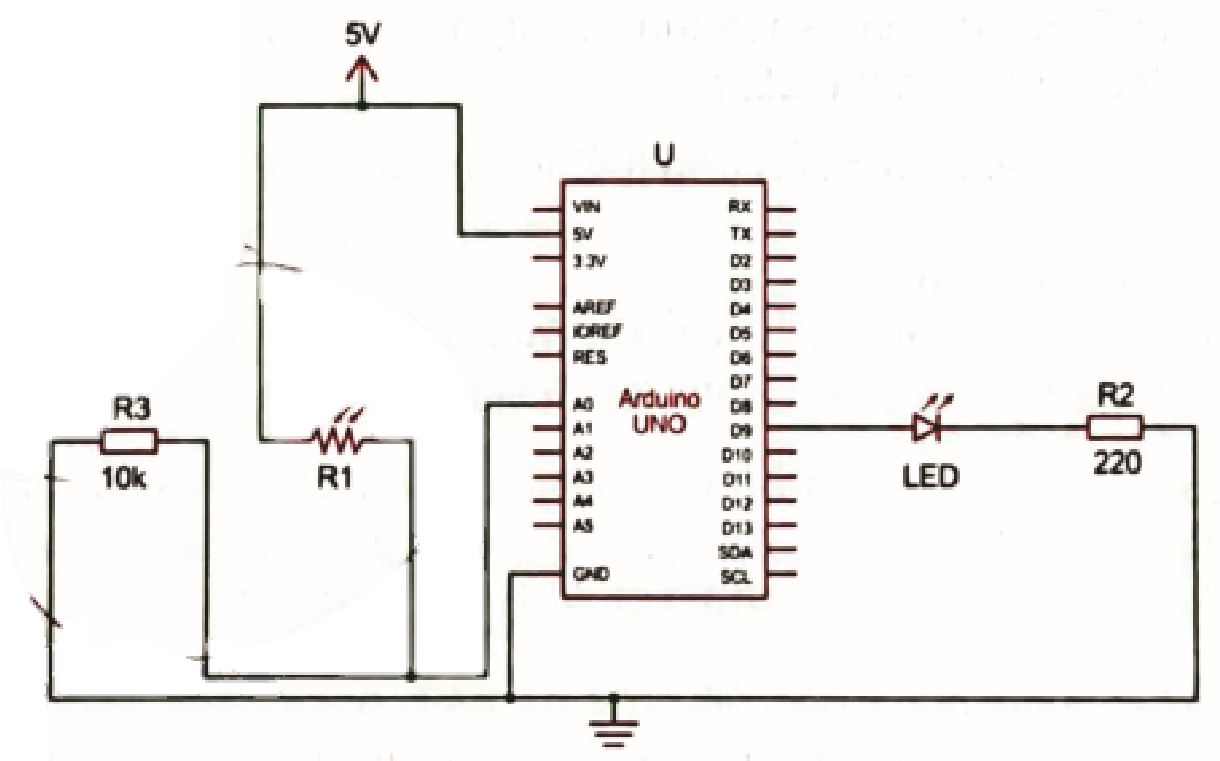 5V
U
VIN
5V
3.3V
AREF
IOREF
RES
A0
A1
A2
A3
A4
A5
GND
Arduino
UNO
RX
TX
D2
D3
D4
D5
D6
D7
D8
D9
D10
D11
D12
D13
SDA
SCL
R3
10k
R1
LED
R2
220